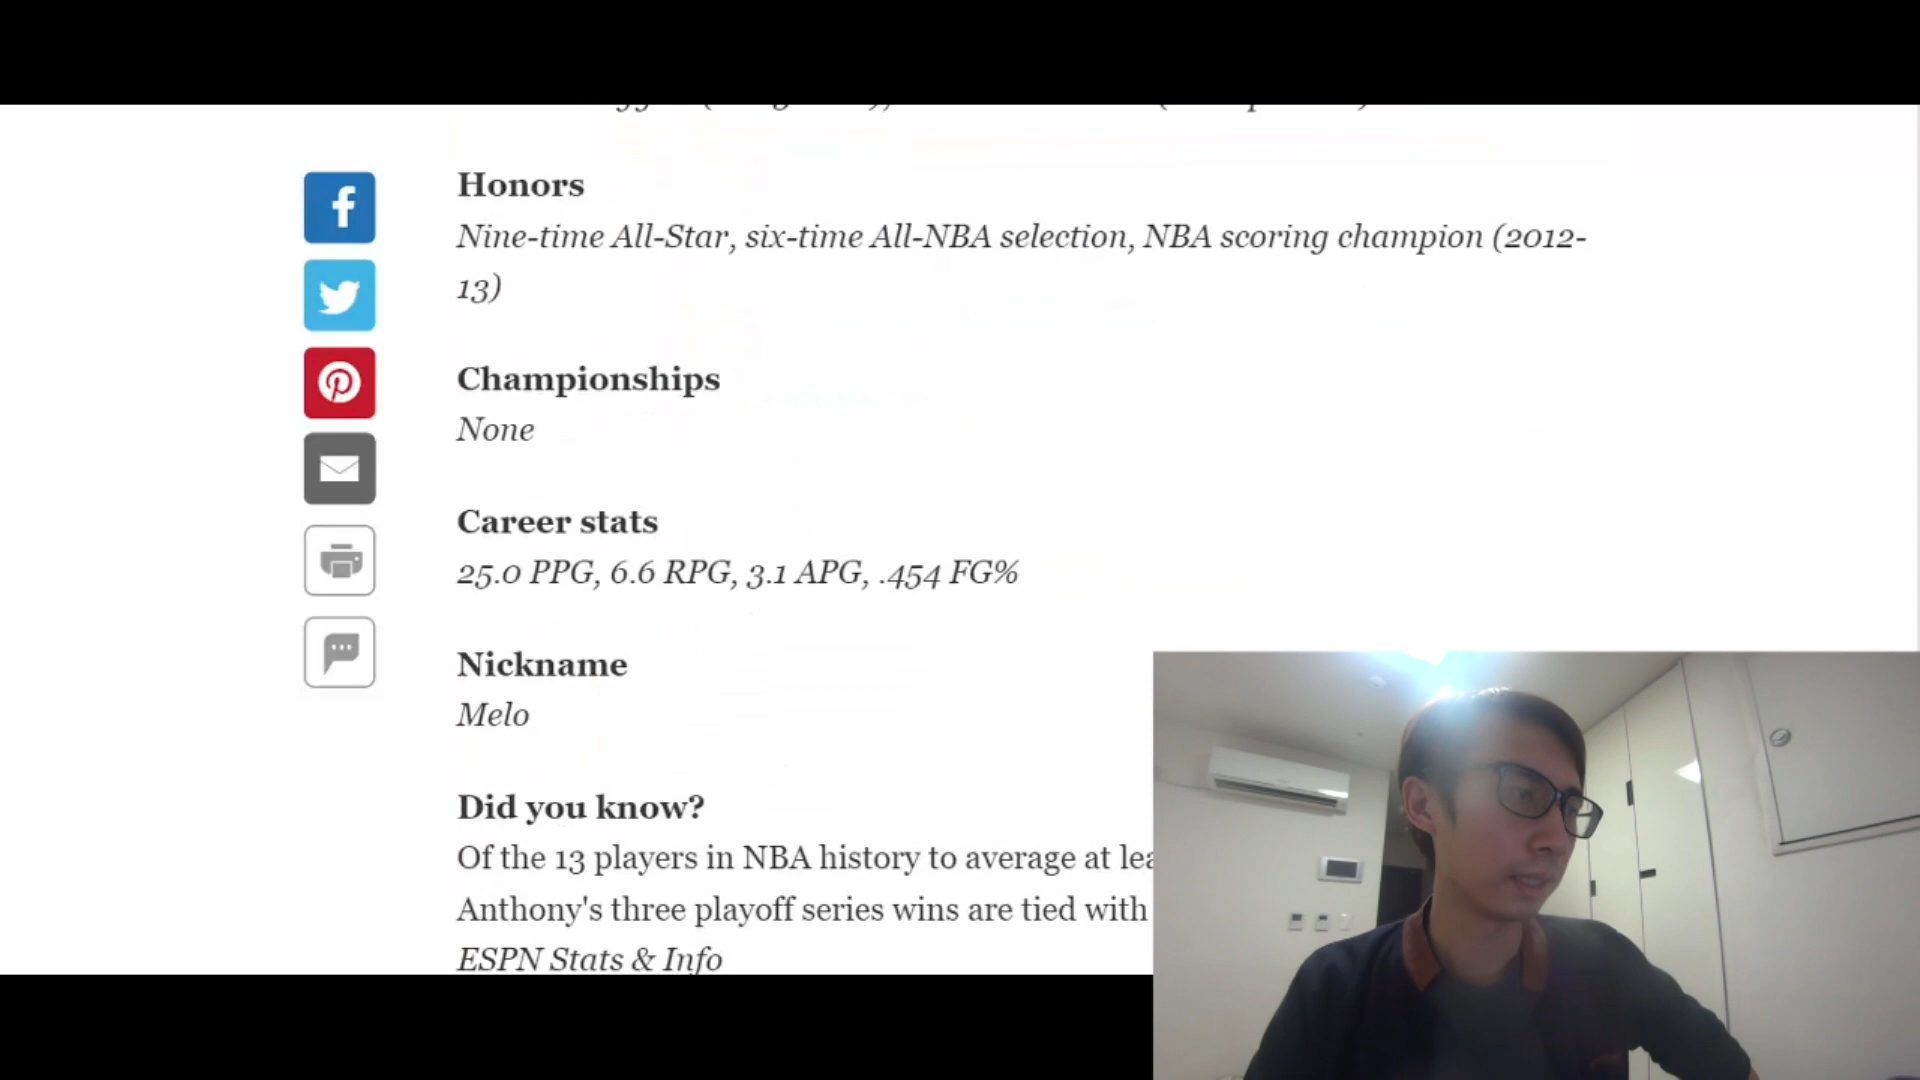 Honors
Nine-time All-Star, six-time All-NBA selection, NBA scoring champion (2012-
13)
Championships
None
Career stats
25.0 PPG, 6.6 RPG, 3.1 APG, .454 FG%
Nickname
Melo
Did you know?
Of the 13 players in NBA history to average at
Anthony's three playoff series wins are tied with
ESPN Stats & Info